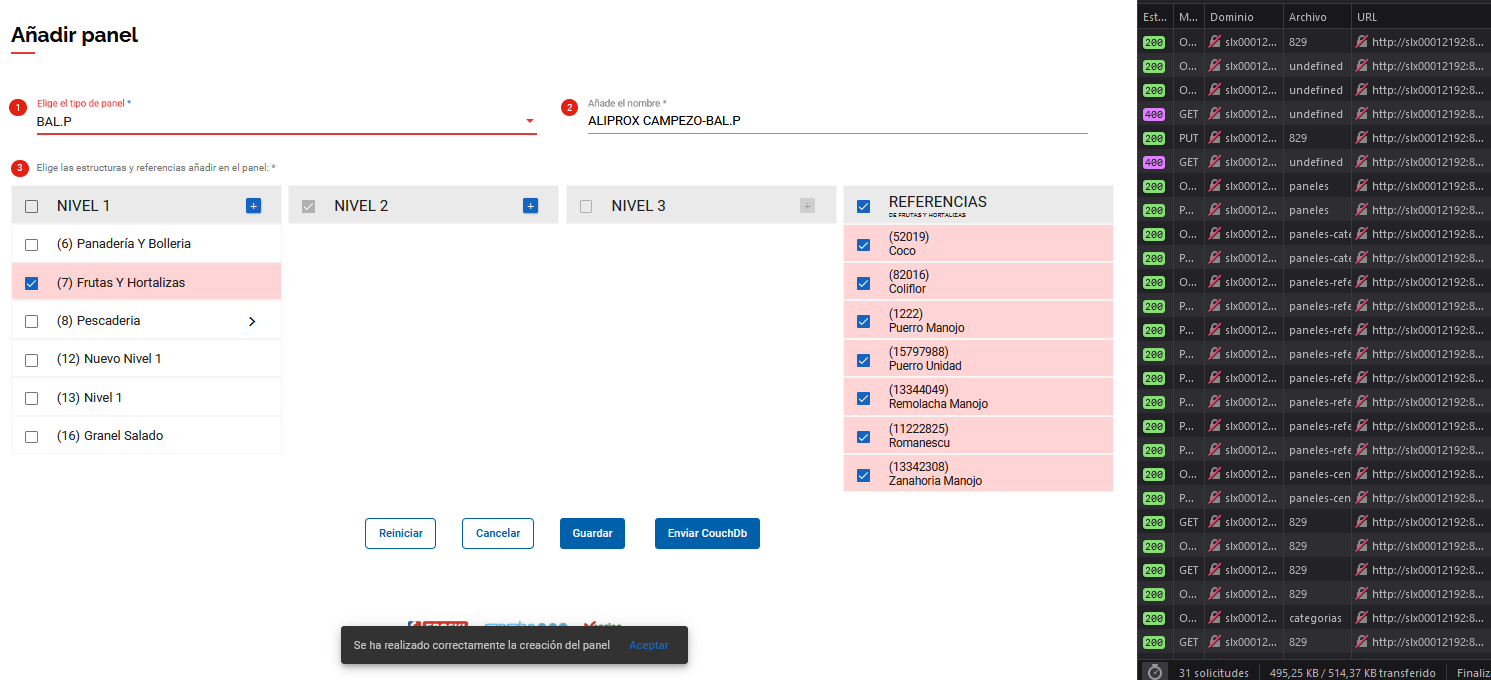 Añadir panel
1
Elige el tipo de panel *
BAL.P
2
Añade el nombre *
ALIPROX CAMPEZO-BAL.P
3
Elige las estructuras y referencias añadir en el panel: *
NIVEL 1 +
(6) Panadería Y Bolleria
(7) Frutas Y Hortalizas
(8) Pescaderia
(12) Nuevo Nivel 1
(13) Nivel 1
(16) Granel Salado
NIVEL 2 +
NIVEL 3 +
REFERENCIAS
DE FRUTAS Y HORTALIZAS
(52019)
Coco
(82016)
Coliflor
(1222)
Puerro Manojo
(15797988)
Puerro Unidad
(13344049)
Remolacha Manojo
(11222825)
Romanescu
(13342308)
Zanahoria Manojo
Reiniciar Cancelar Guardar Enviar CouchDb
Se ha realizado correctamente la creación del panel Aceptar
Est... M... Dominio Archivo URL
200 O... slx00012... 829 http://slx00012192:8...
200 O... slx00012... undefined http://slx00012192:8...
200 O... slx00012... undefined http://slx00012192:8...
400 GET slx00012... undefined http://slx00012192:8...
200 PUT slx00012... 829 http://slx00012192:8...
400 GET slx00012... undefined http://slx00012192:8...
200 O... slx00012... paneles http://slx00012192:8...
200 P... slx00012... paneles http://slx00012192:8...
200 O... slx00012... paneles-cate http://slx00012192:8...
200 P... slx00012... paneles-cate http://slx00012192:8...
200 O... slx00012... paneles-refe http://slx00012192:8...
200 P... slx00012... paneles-refe http://slx00012192:8...
200 P... slx00012... paneles-refe http://slx00012192:8...
200 P... slx00012... paneles-refe http://slx00012192:8...
200 P... slx00012... paneles-refe http://slx00012192:8...
200 P... slx00012... paneles-refe http://slx00012192:8...
200 P... slx00012... paneles-refe http://slx00012192:8...
200 P... slx00012... paneles-refe http://slx00012192:8...
200 O... slx00012... paneles-cen http://slx00012192:8...
200 P... slx00012... paneles-cen http://slx00012192:8...
200 GET slx00012... 829 http://slx00012192:8...
200 O... slx00012... 829 http://slx00012192:8...
200 GET slx00012... 829 http://slx00012192:8...
200 O... slx00012... 829 http://slx00012192:8...
200 O... slx00012... categorias http://slx00012192:8...
200 GET slx00012... 829 http://slx00012192:8...
31 solicitudes 495,25 KB / 514,37 KB transferido Finaliz